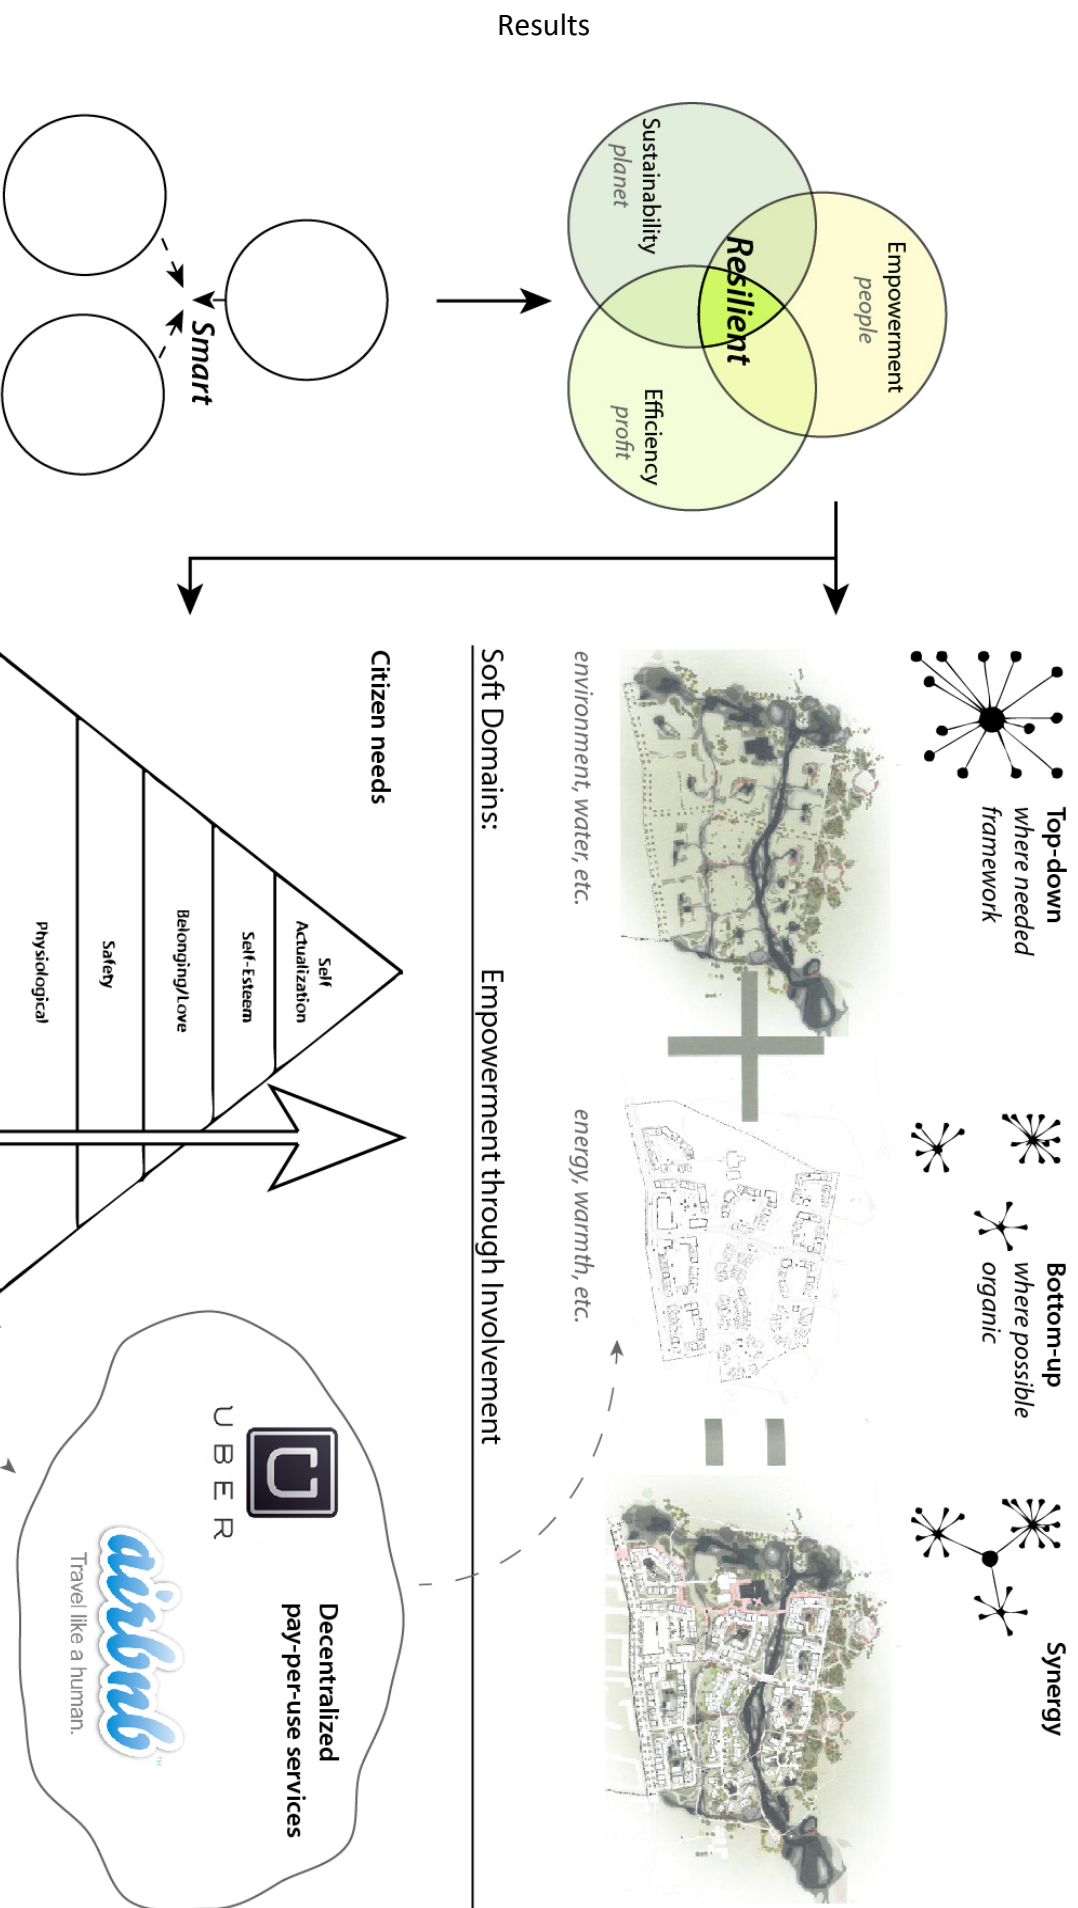 Results
Empowerment
people
Sustainability
planet
Resilient
Efficiency
profit
Smart
Top-down
where needed
framework
Bottom-up
where possible
organic
Synergy
environment, water, etc.
energy, warmth, etc.
Soft Domains:
Empowerment through Involvement
Citizen needs
Self
Actualization
Self-Esteem
Belonging/Love
Safety
Physiological
Decentralized
pay-per-use services
UBER
airbnb™
Travel like a human.